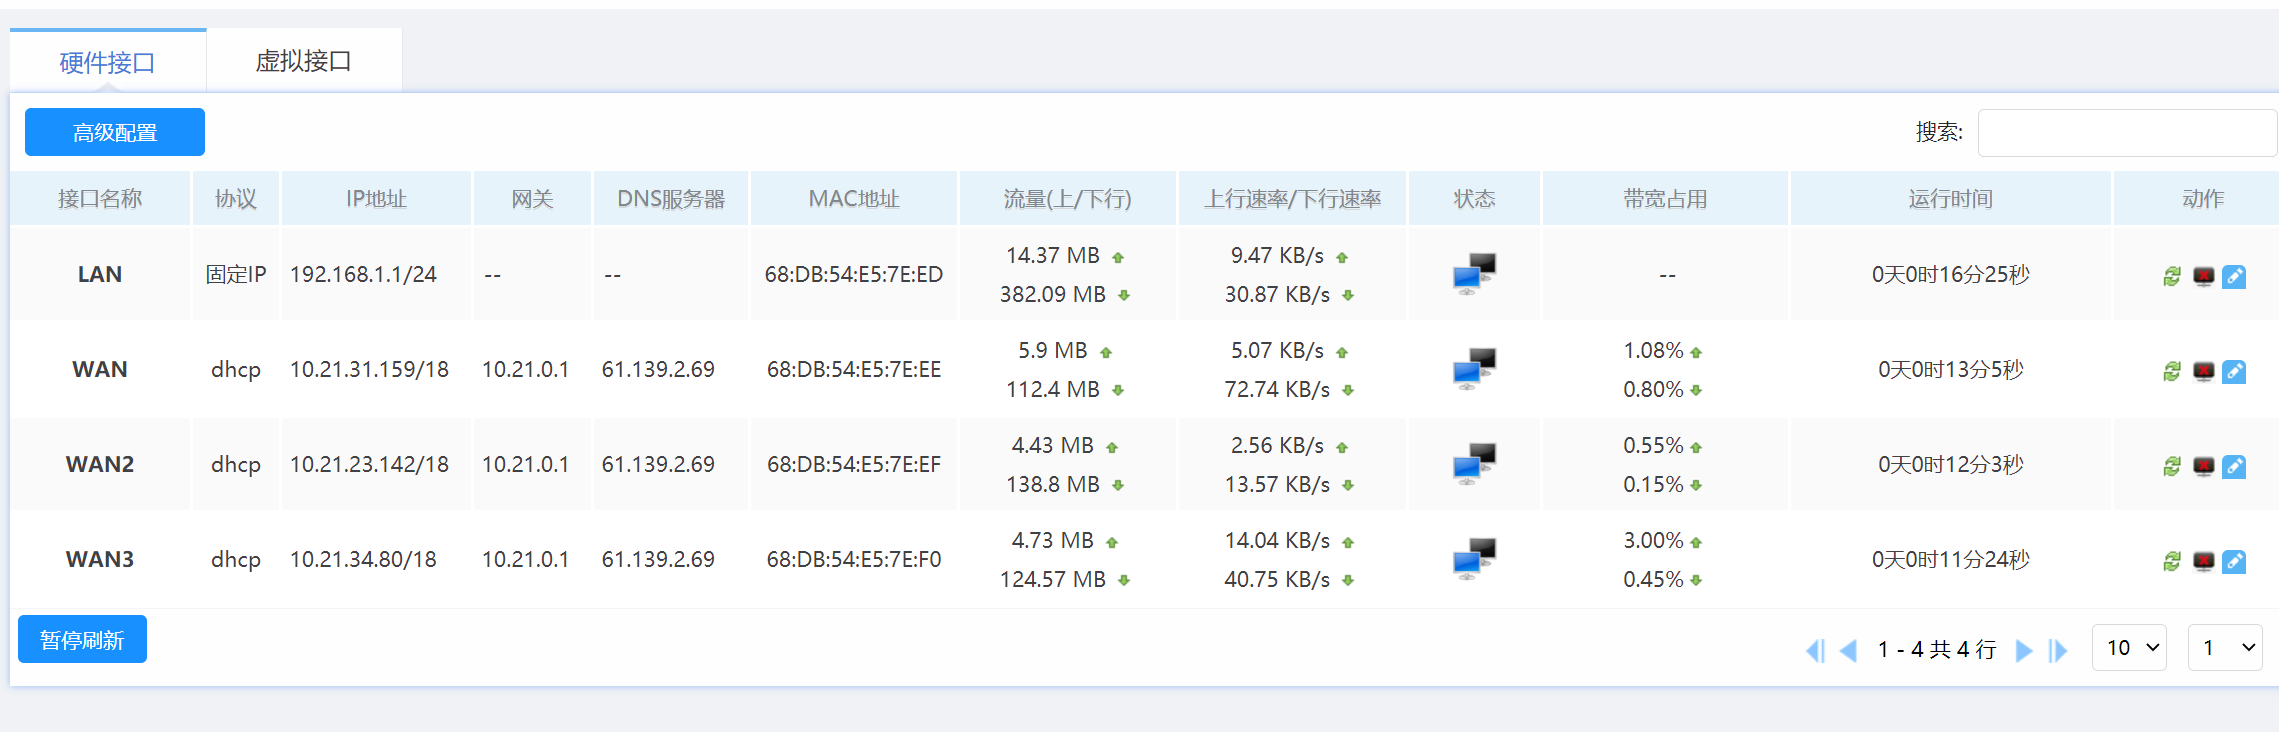 硬件接口 虚拟接口
高级配置 搜索:
接口名称 协议 IP地址 网关 DNS服务器 MAC地址 流量(上/下行) 上行速率/下行速率 状态 带宽占用 运行时间 动作
LAN 固定IP 192.168.1.1/24 -- -- 68:DB:54:E5:7E:ED 14.37 MB 9.47 KB/s -- 0天0时16分25秒
382.09 MB 30.87 KB/s
WAN dhcp 10.21.31.159/18 10.21.0.1 61.139.2.69 68:DB:54:E5:7E:EE 5.9 MB 5.07 KB/s 1.08% 0天0时13分5秒
112.4 MB 72.74 KB/s 0.80%
WAN2 dhcp 10.21.23.142/18 10.21.0.1 61.139.2.69 68:DB:54:E5:7E:EF 4.43 MB 2.56 KB/s 0.55% 0天0时12分3秒
138.8 MB 13.57 KB/s 0.15%
WAN3 dhcp 10.21.34.80/18 10.21.0.1 61.139.2.69 68:DB:54:E5:7E:F0 4.73 MB 14.04 KB/s 3.00% 0天0时11分24秒
124.57 MB 40.75 KB/s 0.45%
暂停刷新 1 - 4 共 4 行 10 1